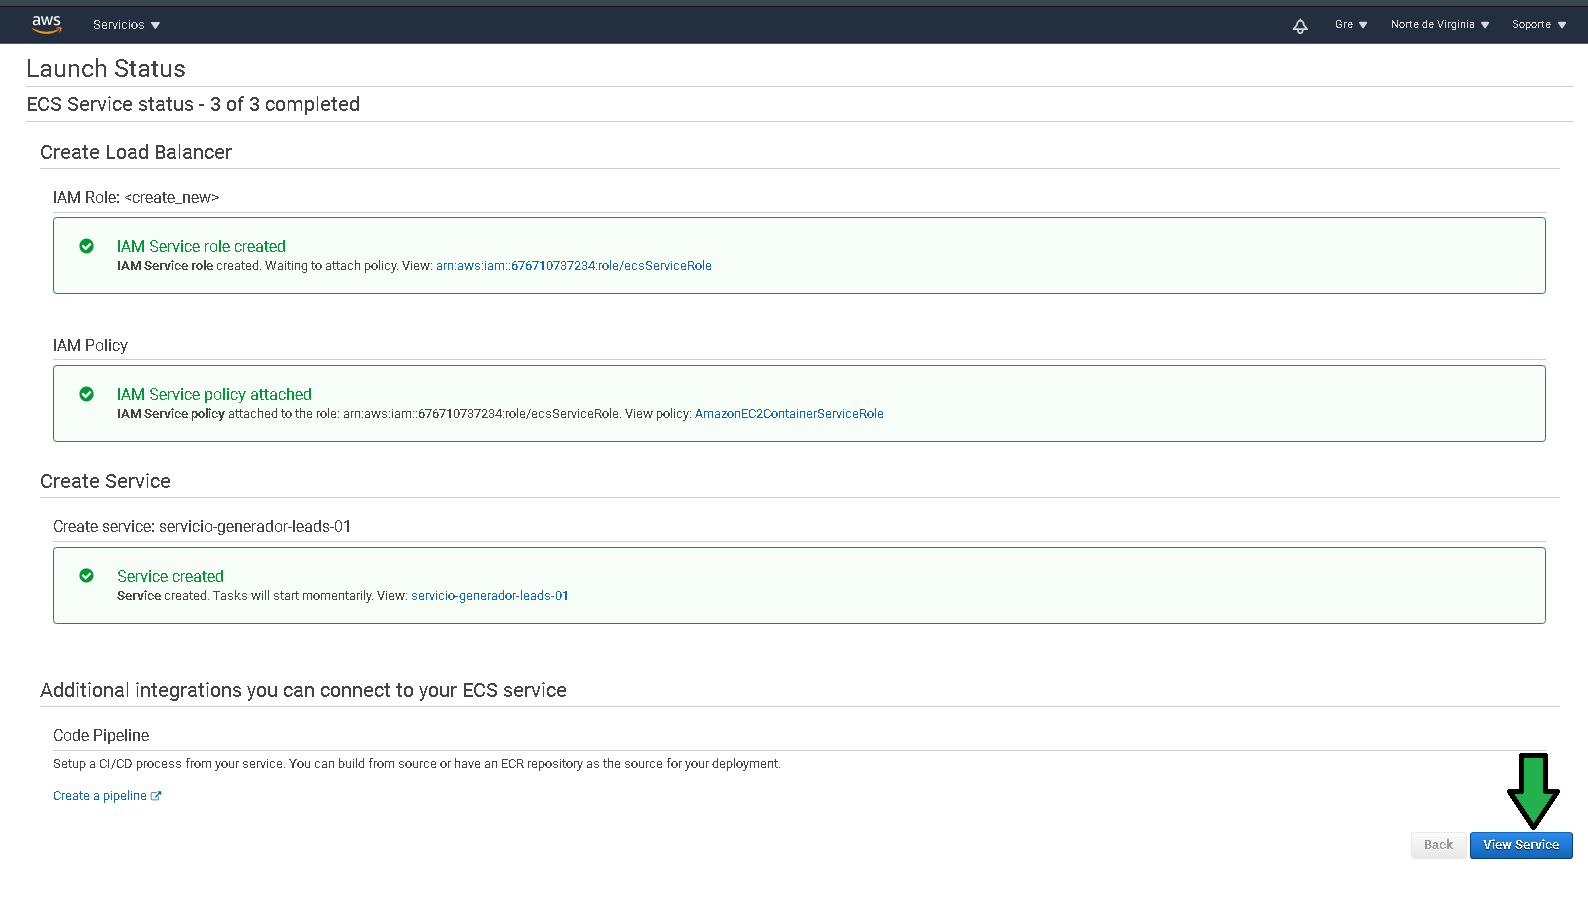 aws Servicios Gre Norte de Virginia Soporte
Launch Status
ECS Service status - 3 of 3 completed
Create Load Balancer
IAM Role: <create_new>
IAM Service role created
IAM Service role created. Waiting to attach policy. View: arn:aws:iam::676710737234:role/ecsServiceRole
IAM Policy
IAM Service policy attached
IAM Service policy attached to the role: arn:aws:iam::676710737234:role/ecsServiceRole. View policy: AmazonEC2ContainerServiceRole
Create Service
Create service: servicio-generador-leads-01
Service created
Service created. Tasks will start momentarily. View: servicio-generador-leads-01
Additional integrations you can connect to your ECS service
Code Pipeline
Setup a CI/CD process from your service. You can build from source or have an ECR repository as the source for your deployment.
Create a pipeline
Back View Service